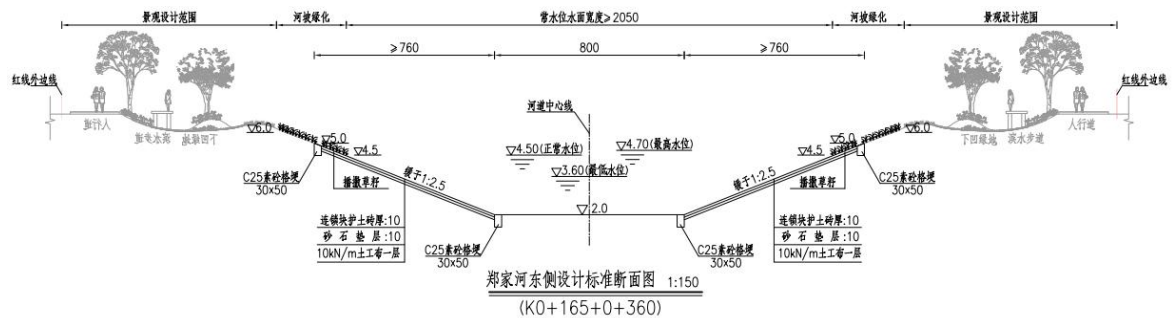 景观设计范围 河坡绿化 常水位水面宽度≥2050 河坡绿化 景观设计范围
≥760 800 ≥760
红线外边线 河道中心线 红线外边线
人行道 滨水步道 下凹绿地 ▽6.0 ▽5.0 ▽4.5 ▽4.50(正常水位) ▽4.70(最高水位) ▽4.5 ▽5.0 ▽6.0 下凹绿地 滨水步道 人行道
▽3.60(最低水位)
C25素砼格埂
30×50
播撒草籽
缓于1:2.5
缓于1:2.5
播撒草籽
C25素砼格埂
30×50
▽2.0
连锁块护土砖厚:10
砂石垫层:10
10kN/m土工布一层
C25素砼格埂
30×50
连锁块护土砖厚:10
砂石垫层:10
10kN/m土工布一层
C25素砼格埂
30×50
郑家河东侧设计标准断面图 1:150
(K0+165+0+360)